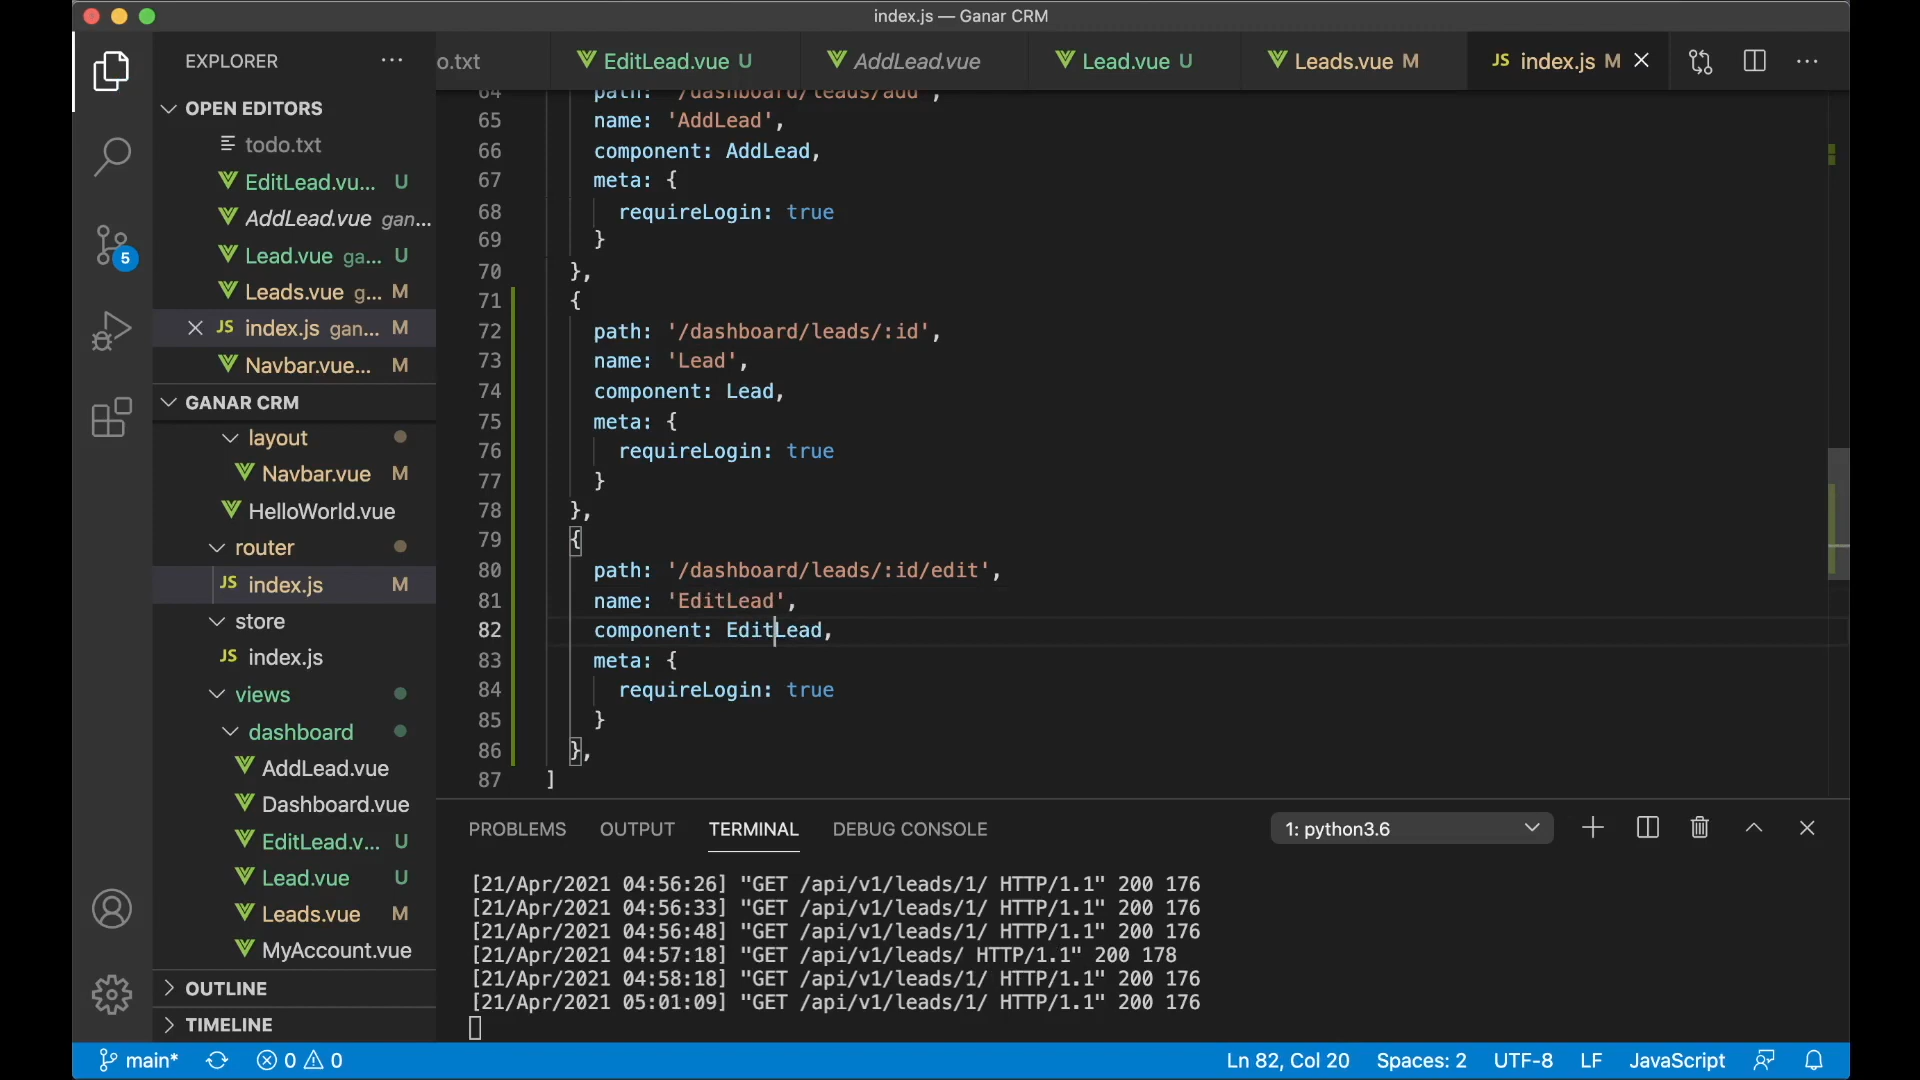 index.js — Ganar CRM
EXPLORER
OPEN EDITORS
todo.txt
EditLead.vu... U
AddLead.vue gan...
Lead.vue ga... U
Leads.vue g... M
JS index.js gan... M
Navbar.vue... M
GANAR CRM
layout
Navbar.vue M
HelloWorld.vue
router
JS index.js M
store
JS index.js
views
dashboard
AddLead.vue
Dashboard.vue
EditLead.v... U
Lead.vue U
Leads.vue M
MyAccount.vue
OUTLINE
TIMELINE
5
o.txt
EditLead.vue U
AddLead.vue
Lead.vue U
Leads.vue M
JS index.js M
64 path: '/dashboard/leads/add',
65 name: 'AddLead',
66 component: AddLead,
67 meta: {
68 requireLogin: true
69 }
70 },
71 {
72 path: '/dashboard/leads/:id',
73 name: 'Lead',
74 component: Lead,
75 meta: {
76 requireLogin: true
77 }
78 },
79 {
80 path: '/dashboard/leads/:id/edit',
81 name: 'EditLead',
82 component: EditLead,
83 meta: {
84 requireLogin: true
85 }
86 },
87 ]
PROBLEMS OUTPUT TERMINAL DEBUG CONSOLE
1: python3.6
[21/Apr/2021 04:56:26] "GET /api/v1/leads/1/ HTTP/1.1" 200 176
[21/Apr/2021 04:56:33] "GET /api/v1/leads/1/ HTTP/1.1" 200 176
[21/Apr/2021 04:56:48] "GET /api/v1/leads/1/ HTTP/1.1" 200 176
[21/Apr/2021 04:57:18] "GET /api/v1/leads/ HTTP/1.1" 200 178
[21/Apr/2021 04:58:18] "GET /api/v1/leads/1/ HTTP/1.1" 200 176
[21/Apr/2021 05:01:09] "GET /api/v1/leads/1/ HTTP/1.1" 200 176
main* 0 0 Ln 82, Col 20 Spaces: 2 UTF-8 LF JavaScript